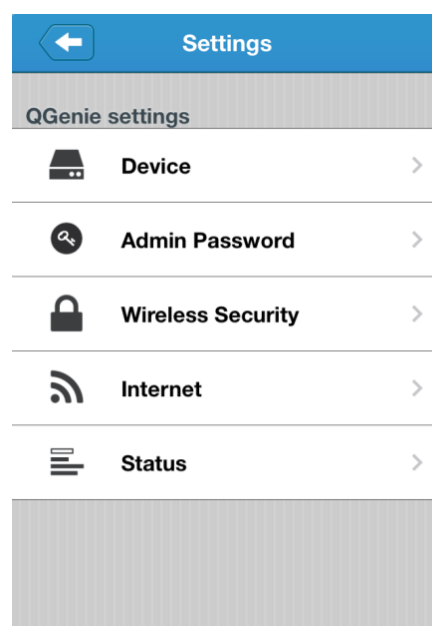 Settings
QGenie settings
Device
Admin Password
Wireless Security
Internet
Status